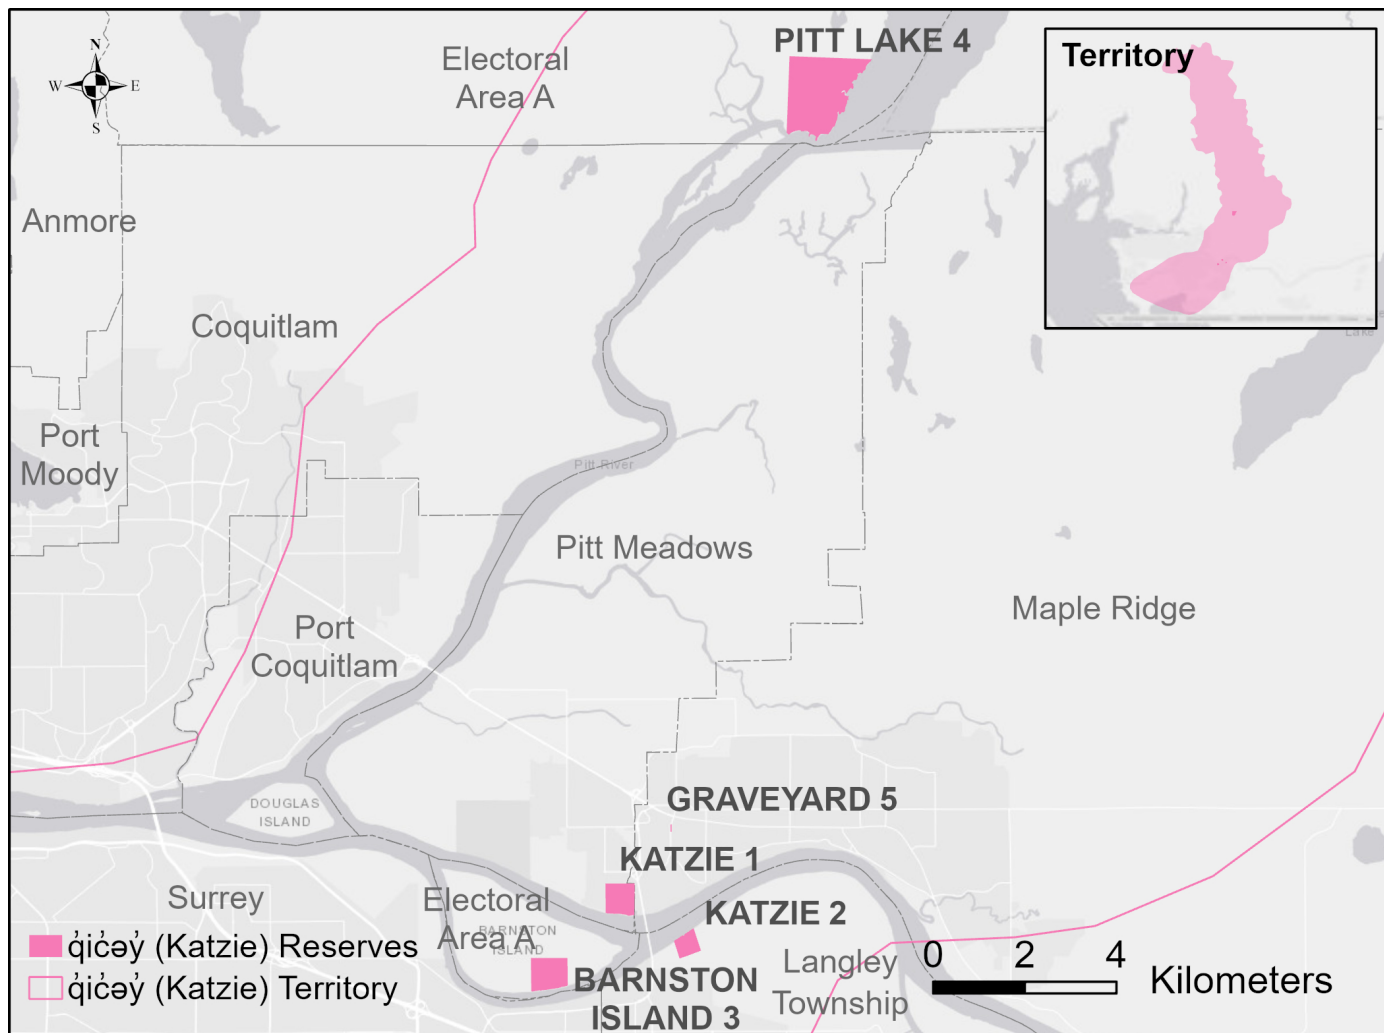 PITT LAKE 4
Electoral
Area A
N
W
E
S
Territory
Anmore
Coquitlam
Lake
Port
Moody
Pitt River
Pitt Meadows
Maple Ridge
Port
Coquitlam
DOUGLAS
ISLAND
GRAVEYARD 5
KATZIE 1
Surrey
Electoral
Area A
BARNSTON
ISLAND
KATZIE 2
q̓ic̓əy̓ (Katzie) Reserves
q̓ic̓əy̓ (Katzie) Territory
BARNSTON
ISLAND 3
Langley
Township
0 2 4
Kilometers